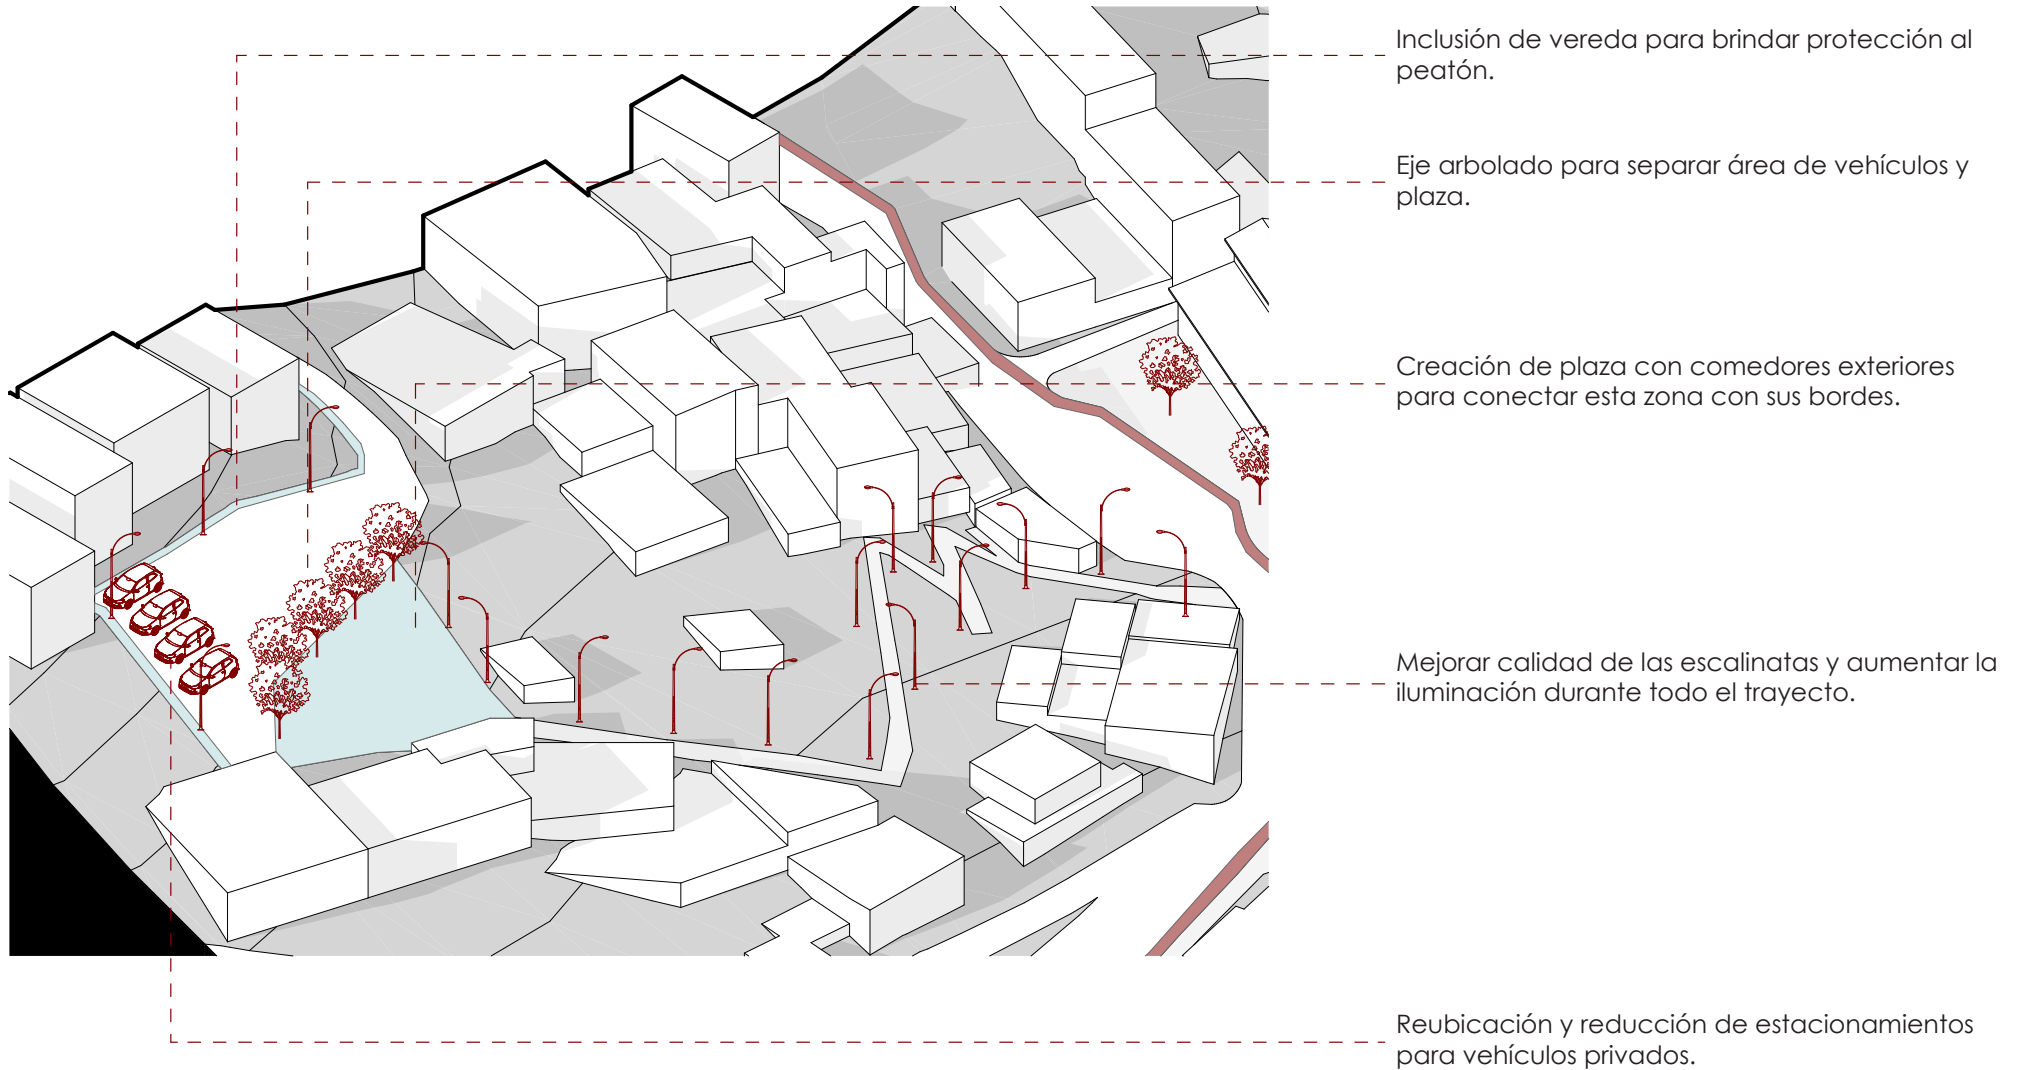 Inclusión de vereda para brindar protección al
peatón.
Eje arbolado para separar área de vehículos y
plaza.
Creación de plaza con comedores exteriores
para conectar esta zona con sus bordes.
Mejorar calidad de las escalinatas y aumentar la
iluminación durante todo el trayecto.
Reubicación y reducción de estacionamientos
para vehículos privados.